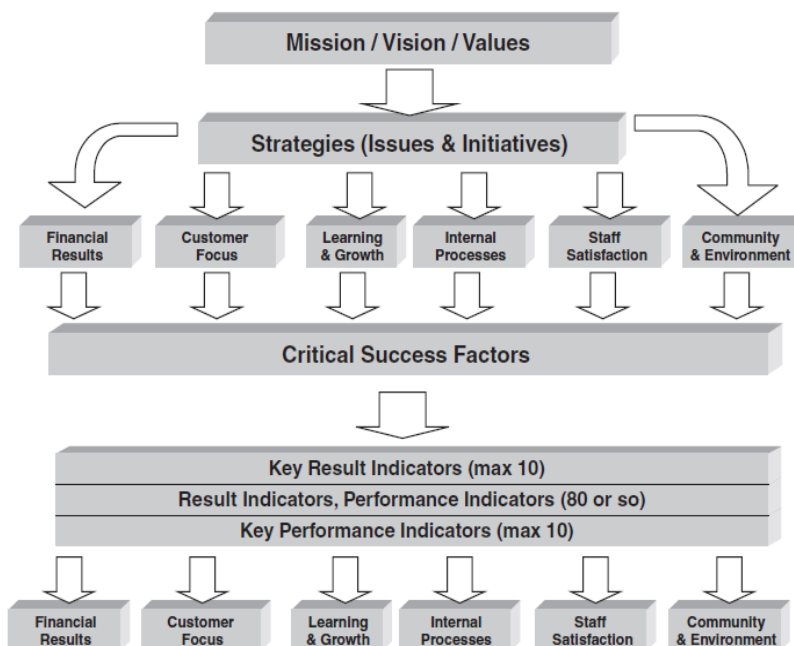 Mission / Vision / Values
Strategies (Issues & Initiatives)
Financial
Results
Customer
Focus
Learning
& Growth
Internal
Processes
Staff
Satisfaction
Community
& Environment
Critical Success Factors
Key Result Indicators (max 10)
Result Indicators, Performance Indicators (80 or so)
Key Performance Indicators (max 10)
Financial
Results
Customer
Focus
Learning
& Growth
Internal
Processes
Staff
Satisfaction
Community
& Environment